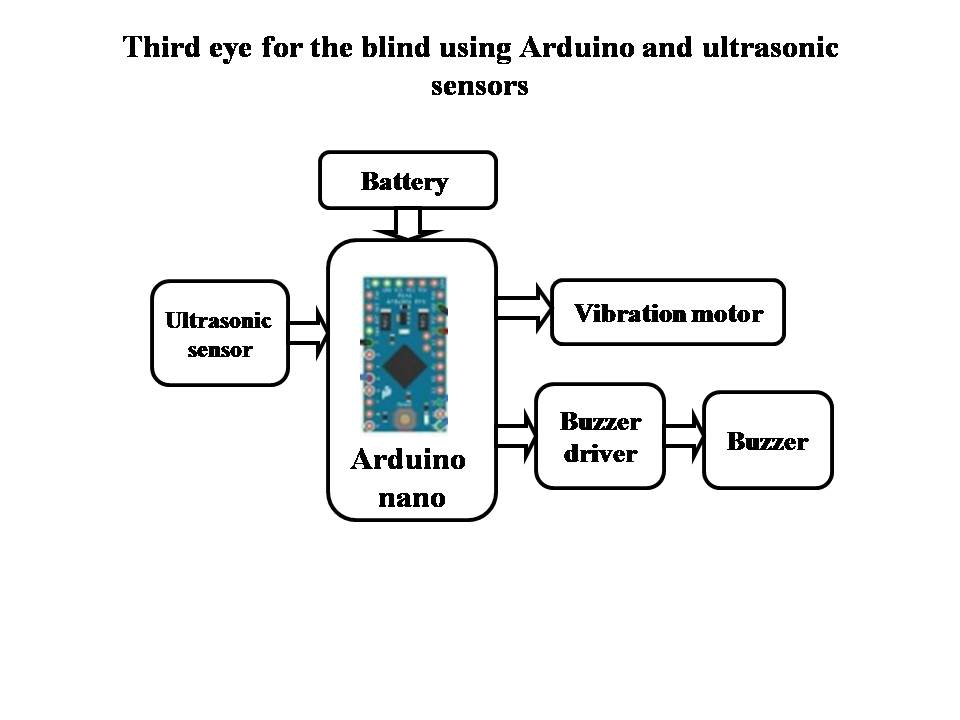 Third eye for the blind using Arduino and ultrasonic
sensors
Battery
Ultrasonic
sensor
Arduino
nano
Vibration motor
Buzzer
driver
Buzzer